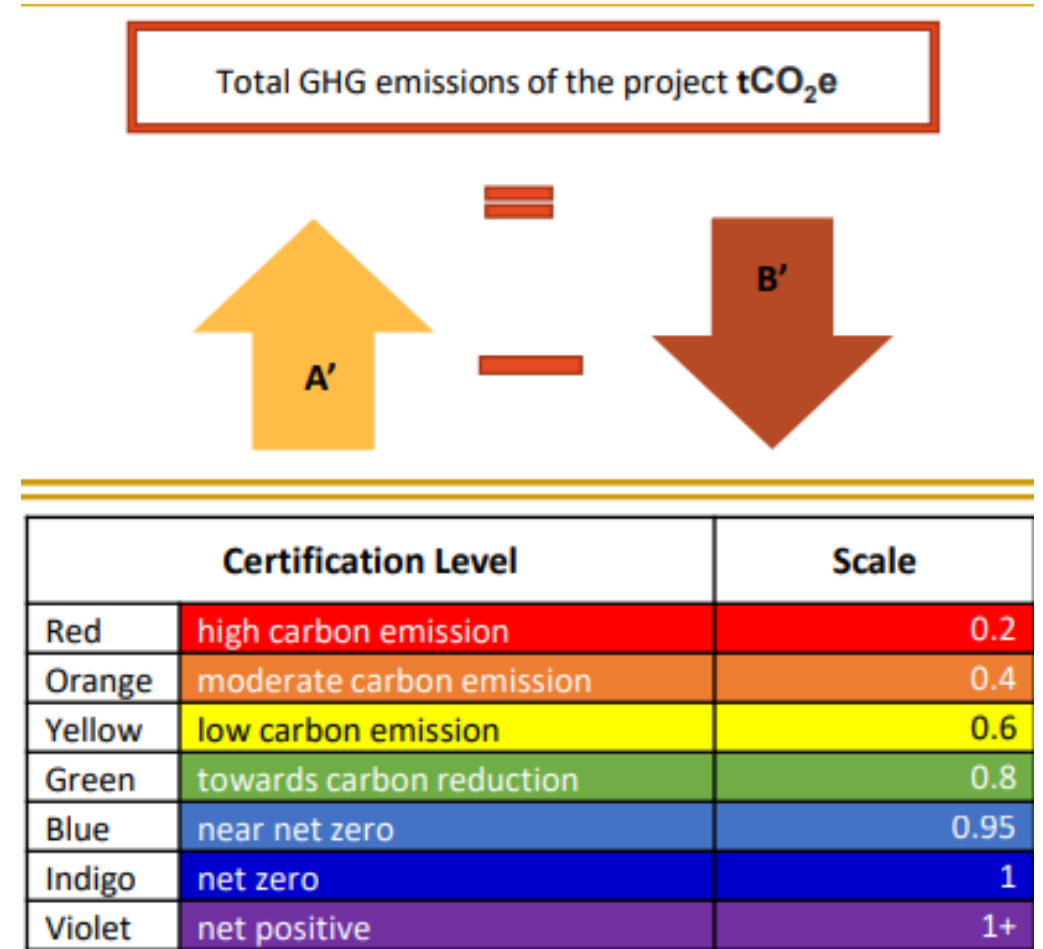 Total GHG emissions of the project tCO₂e
A’
B’
Certification Level Scale
Red high carbon emission 0.2
Orange moderate carbon emission 0.4
Yellow low carbon emission 0.6
Green towards carbon reduction 0.8
Blue near net zero 0.95
Indigo net zero 1
Violet net positive 1+